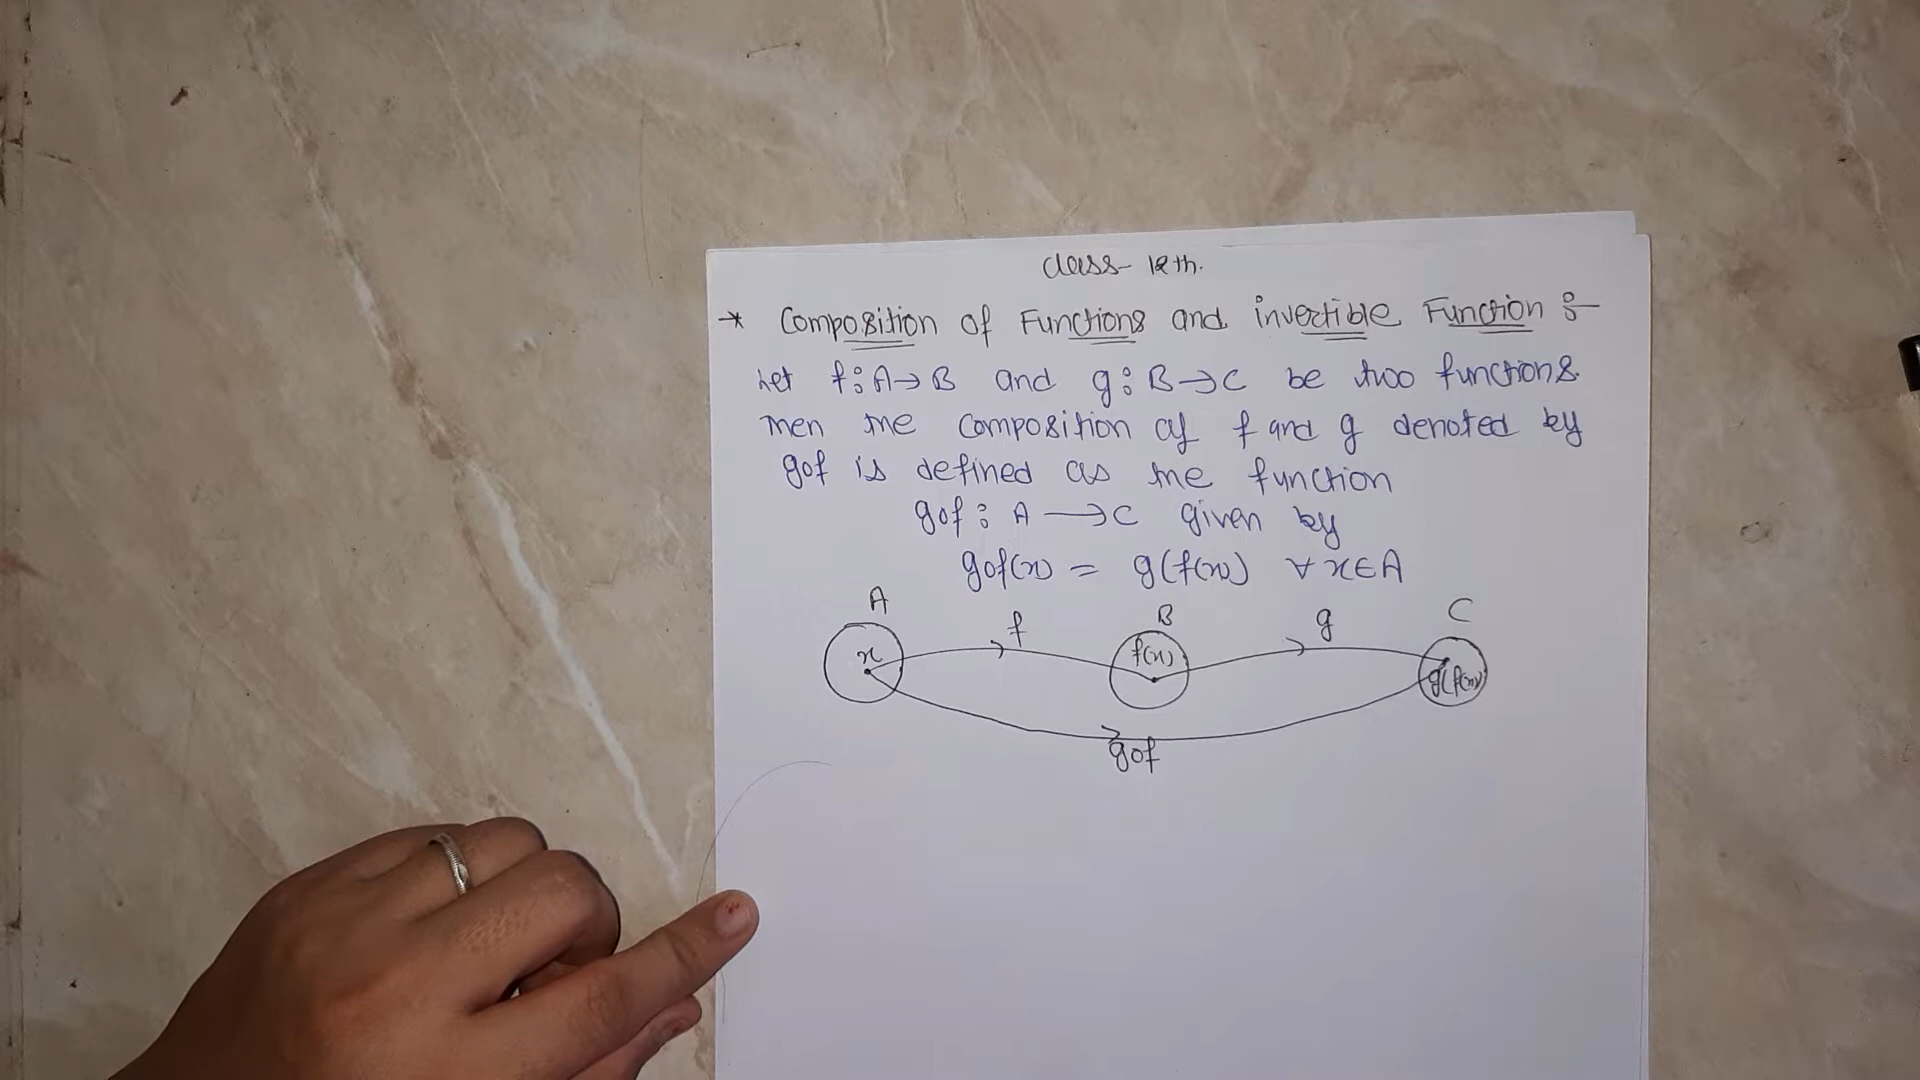 Class- 12th.
* Composition of Functions and invertible Function :-
Let f: A→B and g: B→C be two functions.
Then the composition of f and g denoted by
gof is defined as the function
gof : A ⟶ C given by
gof(x) = g(f(x)) ∀ x∈A
A B C
f g
x f(x) g(f(x))
gof